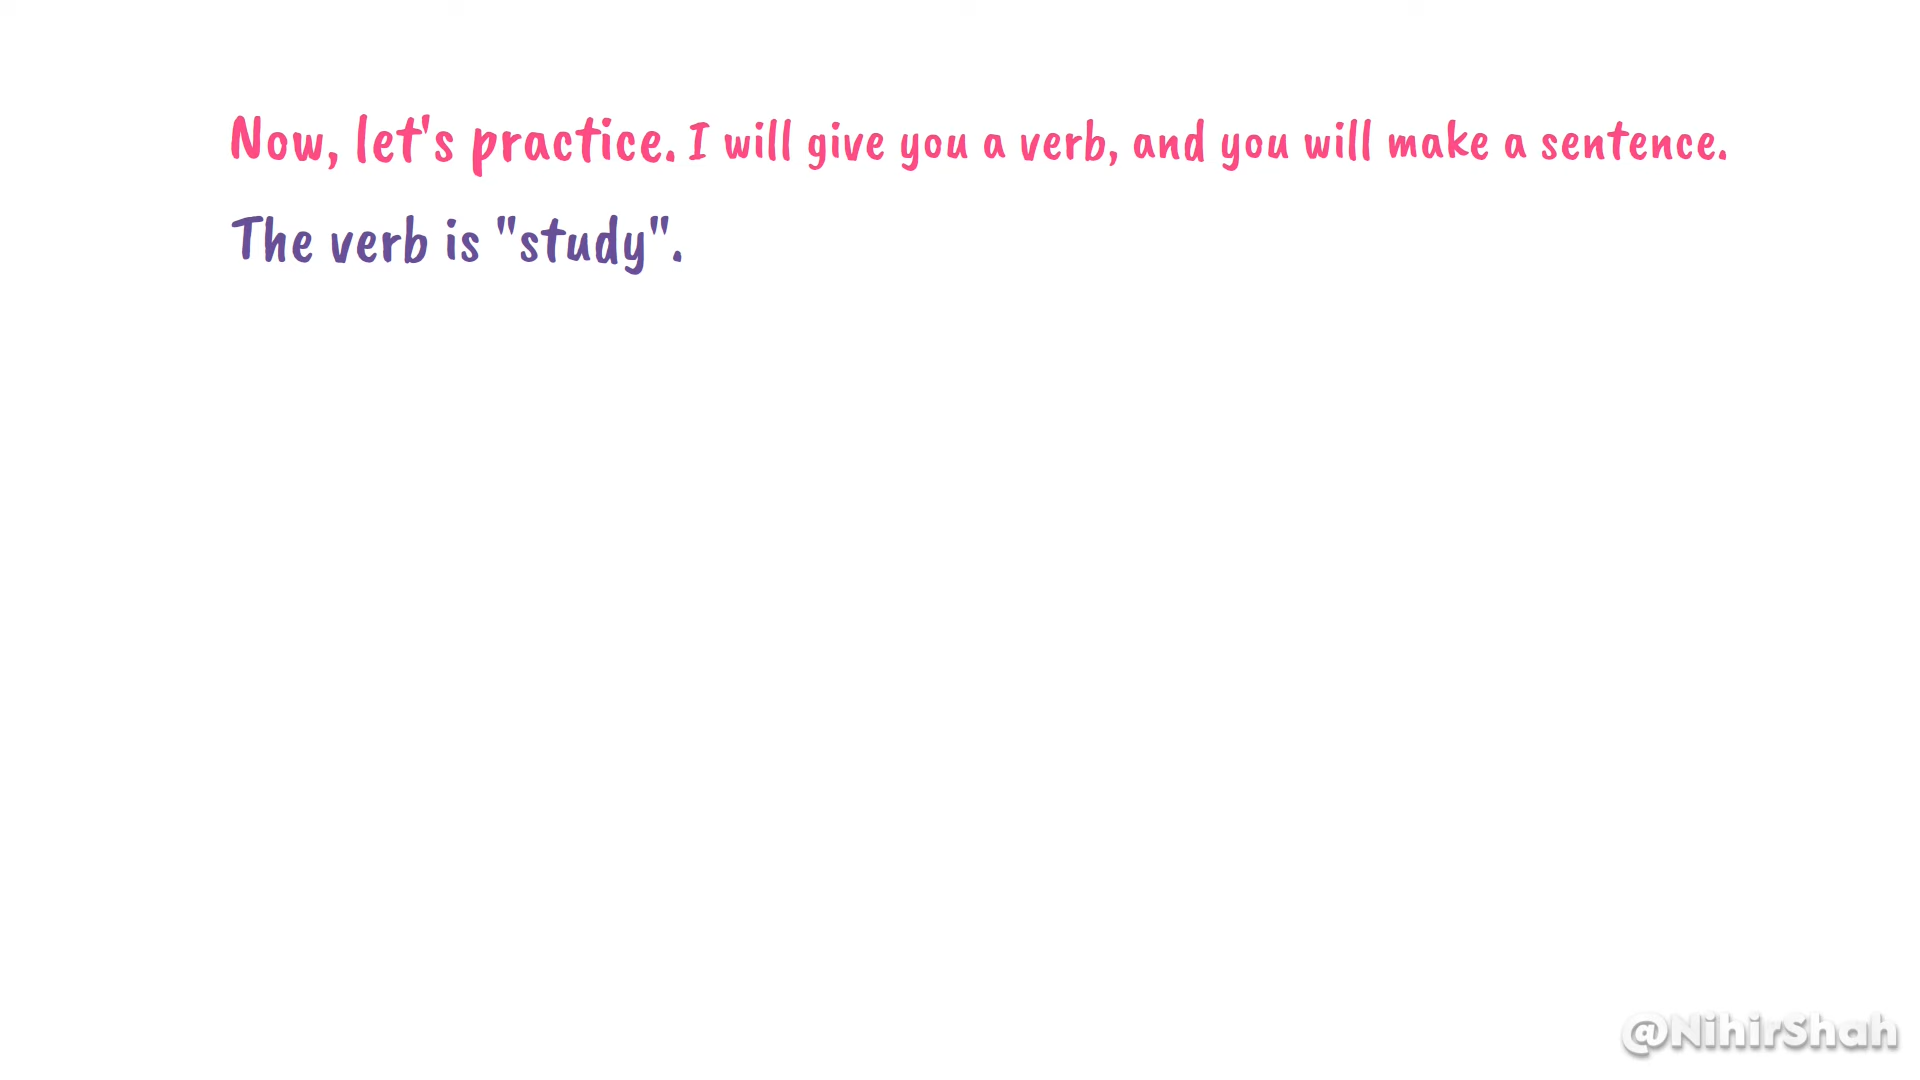 Now, let's practice. I will give you a verb, and you will make a sentence.
The verb is "study".
@NihirShah